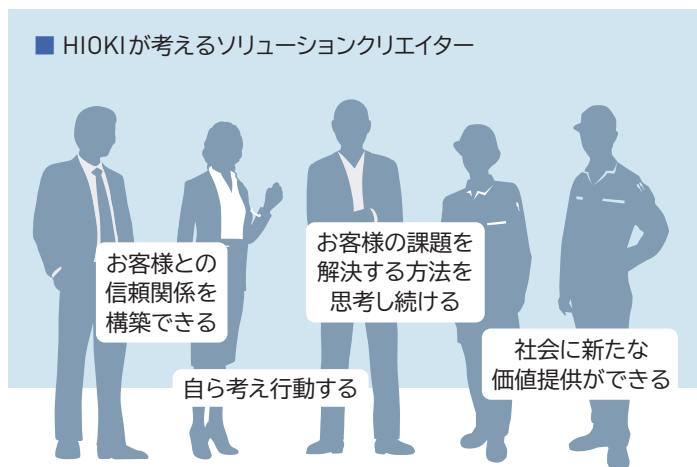 ■ HIOKIが考えるソリューションクリエイター
お客様との
信頼関係を
構築できる
自ら考え行動する
お客様の課題を
解決する方法を
思考し続ける
社会に新たな
価値提供ができる